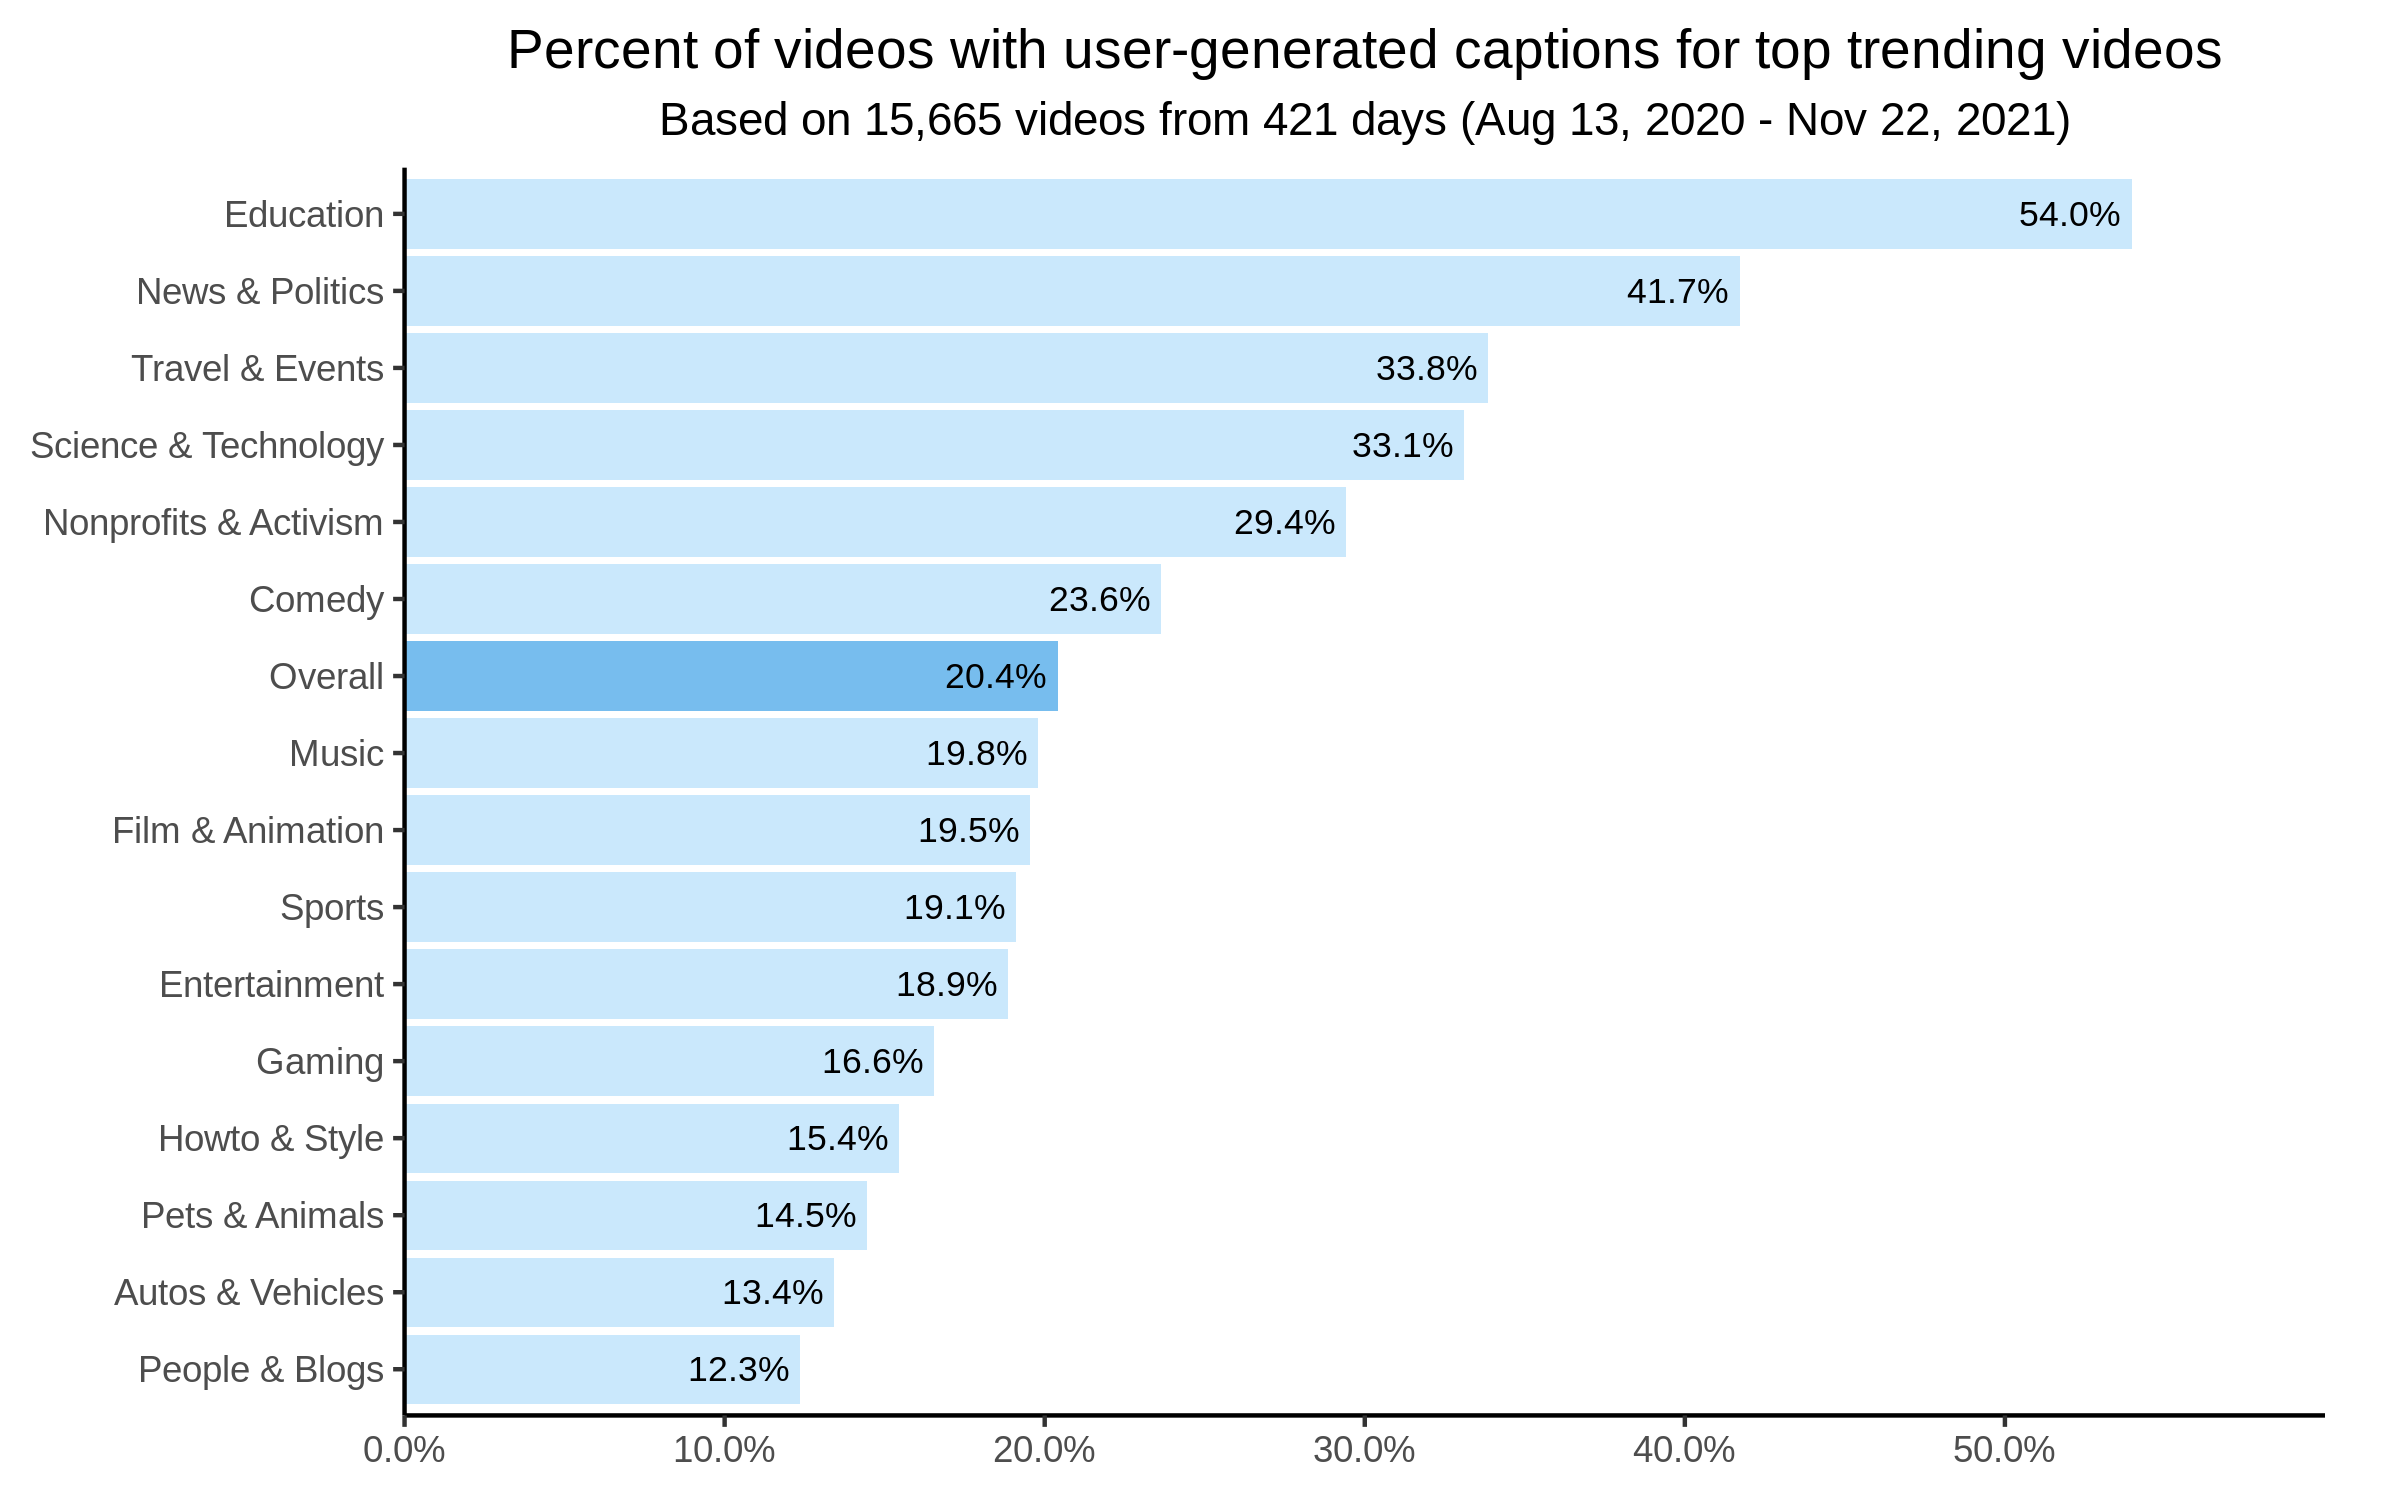 Percent of videos with user-generated captions for top trending videos
Based on 15,665 videos from 421 days (Aug 13, 2020 - Nov 22, 2021)
Education 54.0%
News & Politics 41.7%
Travel & Events 33.8%
Science & Technology 33.1%
Nonprofits & Activism 29.4%
Comedy 23.6%
Overall 20.4%
Music 19.8%
Film & Animation 19.5%
Sports 19.1%
Entertainment 18.9%
Gaming 16.6%
Howto & Style 15.4%
Pets & Animals 14.5%
Autos & Vehicles 13.4%
People & Blogs 12.3%
0.0% 10.0% 20.0% 30.0% 40.0% 50.0%